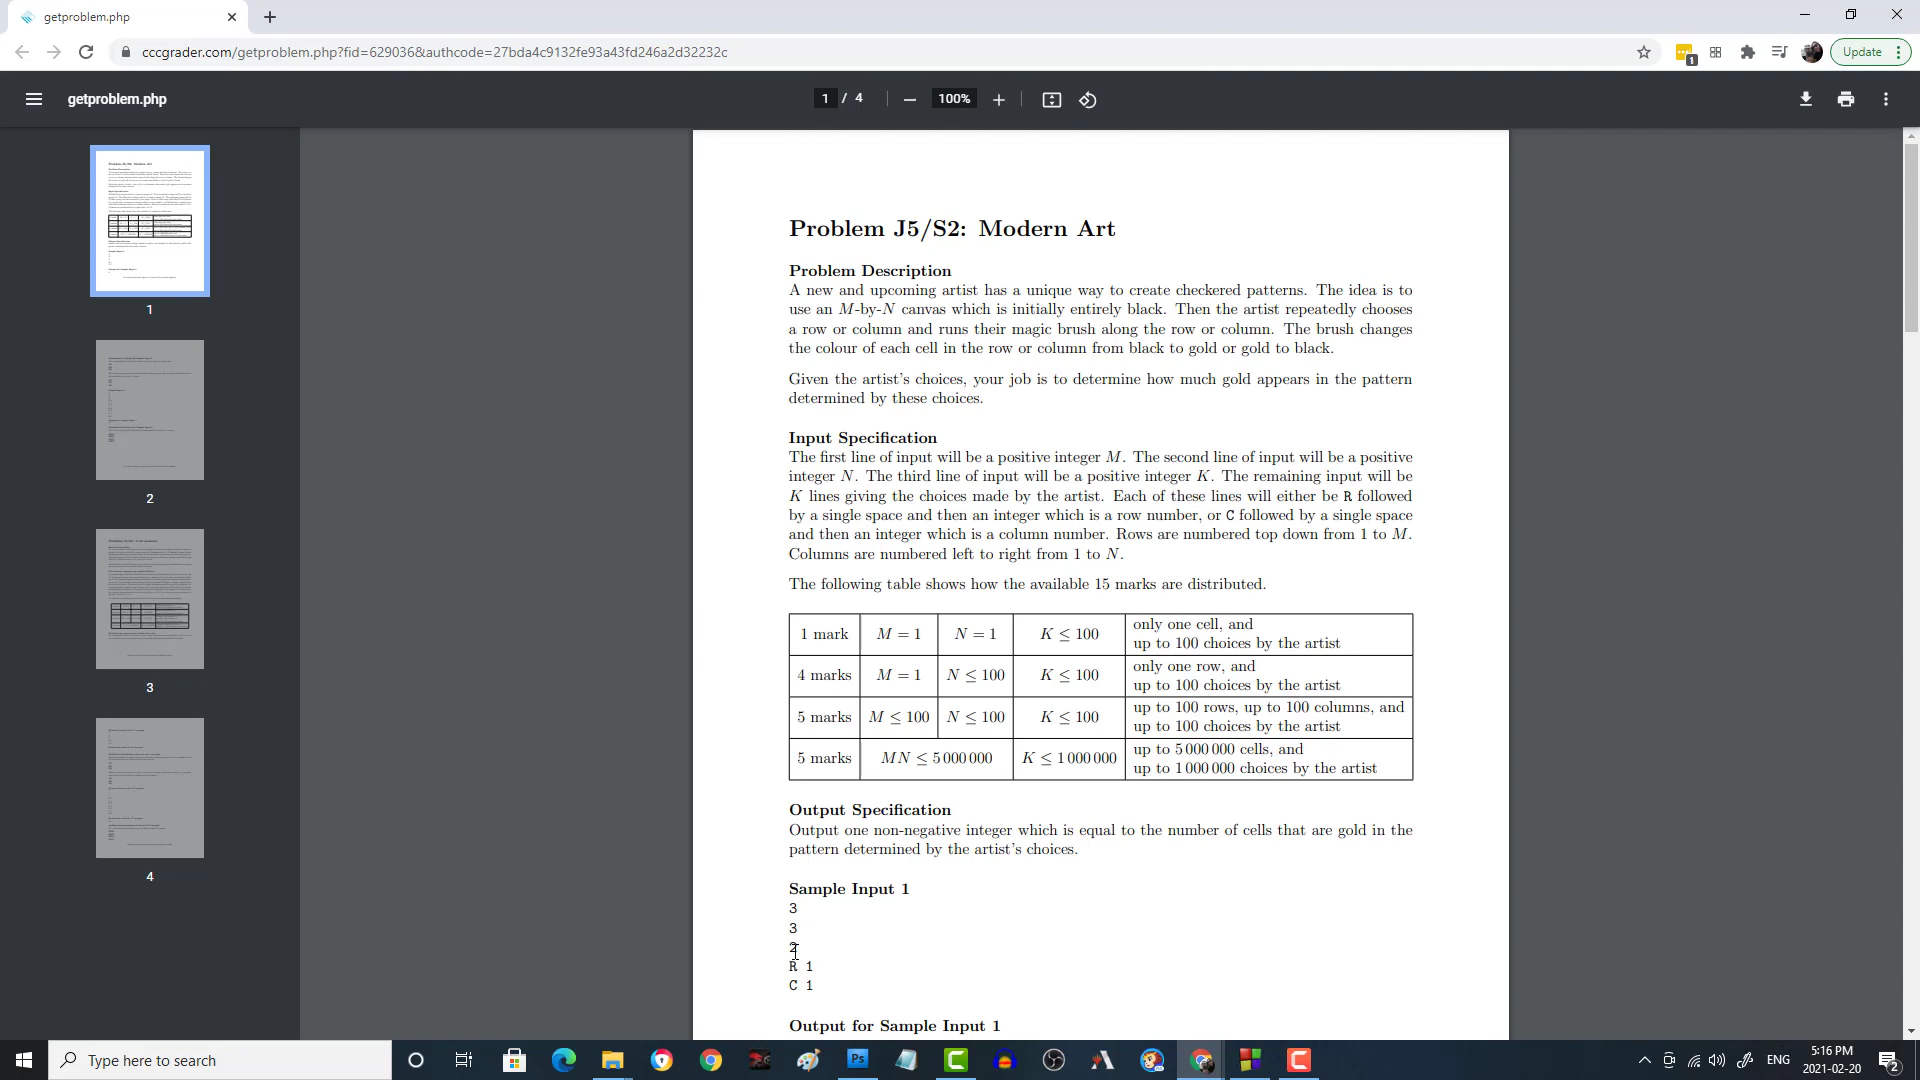 getproblem.php
cccgrader.com/getproblem.php?fid=629036&authcode=27bda4c9132fe93a43fd246a2d32232c
1
Update
getproblem.php
1 / 4
100%
1
2
3
4
Problem J5/S2: Modern Art
Problem Description
A new and upcoming artist has a unique way to create checkered patterns. The idea is to
use an M-by-N canvas which is initially entirely black. Then the artist repeatedly chooses
a row or column and runs their magic brush along the row or column. The brush changes
the colour of each cell in the row or column from black to gold or gold to black.
Given the artist's choices, your job is to determine how much gold appears in the pattern
determined by these choices.
Input Specification
The first line of input will be a positive integer M. The second line of input will be a positive
integer N. The third line of input will be a positive integer K. The remaining input will be
K lines giving the choices made by the artist. Each of these lines will either be R followed
by a single space and then an integer which is a row number, or C followed by a single space
and then an integer which is a column number. Rows are numbered top down from 1 to M.
Columns are numbered left to right from 1 to N.
The following table shows how the available 15 marks are distributed.
1 mark M = 1 N = 1 K ≤ 100 only one cell, and
up to 100 choices by the artist
4 marks M = 1 N ≤ 100 K ≤ 100 only one row, and
up to 100 choices by the artist
5 marks M ≤ 100 N ≤ 100 K ≤ 100 up to 100 rows, up to 100 columns, and
up to 100 choices by the artist
5 marks MN ≤ 5 000 000 K ≤ 1 000 000 up to 5 000 000 cells, and
up to 1 000 000 choices by the artist
Output Specification
Output one non-negative integer which is equal to the number of cells that are gold in the
pattern determined by the artist's choices.
Sample Input 1
3
3
2
R 1
C 1
Output for Sample Input 1
Type here to search
Ps
ENG
5:16 PM
2021-02-20
2